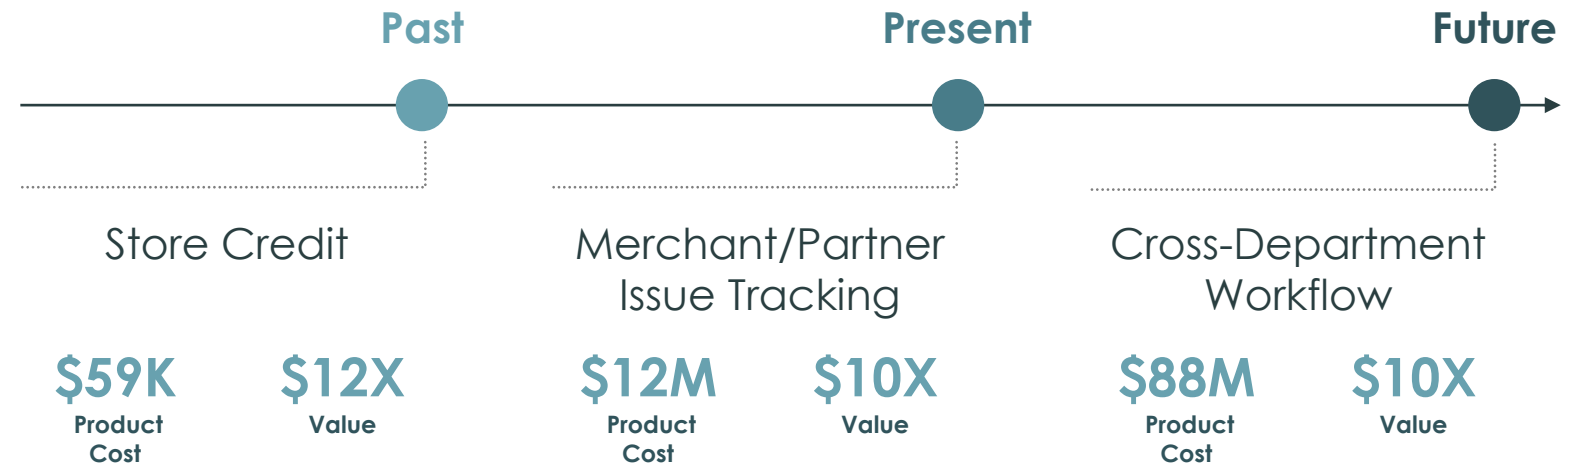 Past
Present
Future
Store Credit
Merchant/Partner
Issue Tracking
Cross-Department
Workflow
$59K
Product
Cost
$12X
Value
$12M
Product
Cost
$10X
Value
$88M
Product
Cost
$10X
Value